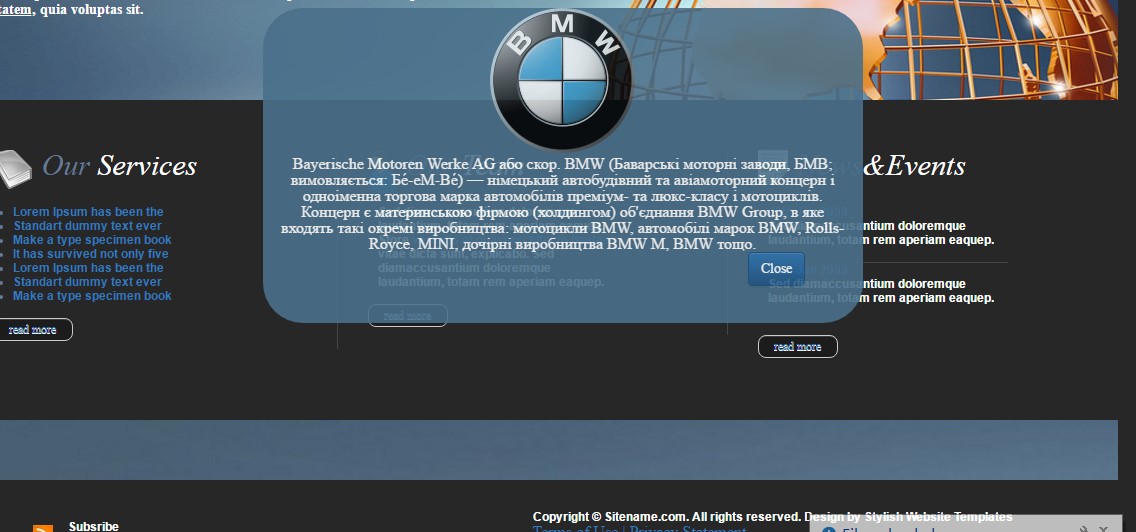 tatem, quia voluptas sit.
BMW
Bayerische Motoren Werke AG або скор. BMW (Баварські моторні заводи, БМВ;
вимовляється: Бé-еМ-Вé) — німецький автобудівний та авіамоторний концерн і
одноіменна торгова марка автомобілів преміум- та люкс-класу і мотоциклів.
Концерн є материнською фірмою (холдингом) об'єднання BMW Group, в яке
входять такі окремі виробництва: мотоцикли BMW, автомобілі марок BMW, Rolls-
Royce, MINI, дочірні виробництва BMW M, BMW тощо.
Close
Our Services
Lorem Ipsum has been the
Standart dummy text ever
Make a type specimen book
It has survived not only five
Lorem Ipsum has been the
Standart dummy text ever
Make a type specimen book
read more
Team
vitae dicta sunt, explicabo. Sed
diamaccusantium doloremque
laudantium, totam rem aperiam eaquep.
read more
&Events
accusantium doloremque
laudantium, totam rem aperiam eaquep.
Sed diamaccusantium doloremque
laudantium, totam rem aperiam eaquep.
read more
Subsribe
Copyright © Sitename.com. All rights reserved. Design by Stylish Website Templates
Terms of Use | Privacy Statement